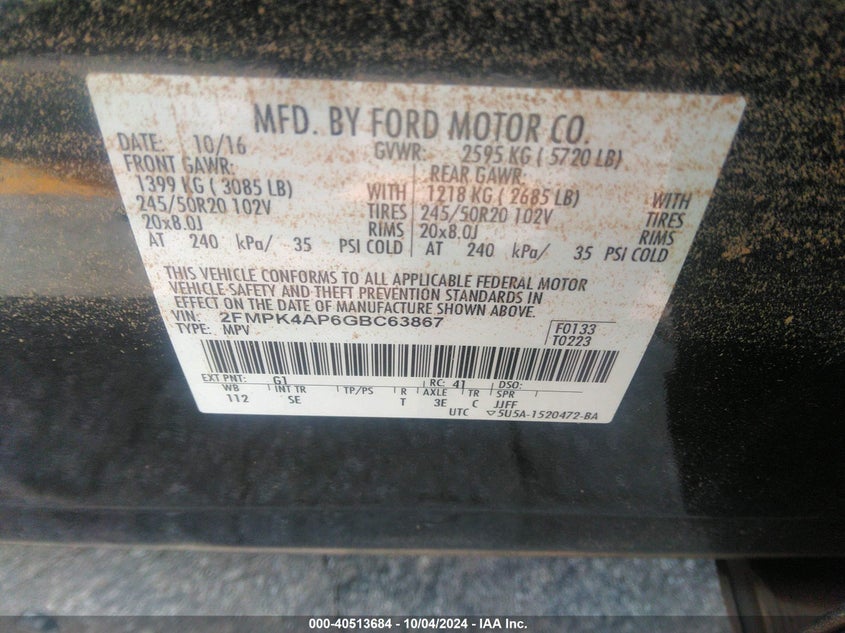 MFD. BY FORD MOTOR CO.
DATE: 10/16 GVWR: 2595 KG ( 5720 LB)
FRONT GAWR: REAR GAWR:
1399 KG ( 3085 LB) WITH 1218 KG ( 2685 LB) WITH
245/50R20 102V TIRES 245/50R20 102V TIRES
20x8.0J RIMS 20x8.0J RIMS
AT 240 kPa/ 35 PSI COLD AT 240 kPa/ 35 PSI COLD
THIS VEHICLE CONFORMS TO ALL APPLICABLE FEDERAL MOTOR
VEHICLE SAFETY AND THEFT PREVENTION STANDARDS IN
EFFECT ON THE DATE OF MANUFACTURE SHOWN ABOVE.
VIN: 2FMPK4AP6GBC63867 F0133
TYPE: MPV T0223
EXT PNT: G1 RC: 41 DSO:
WB INT TR TP/PS R AXLE TR SPR
112 SE T 3E C JJFF
UTC ▽5U5A-1520472-BA
000-40513684 - 10/04/2024 - IAA Inc.